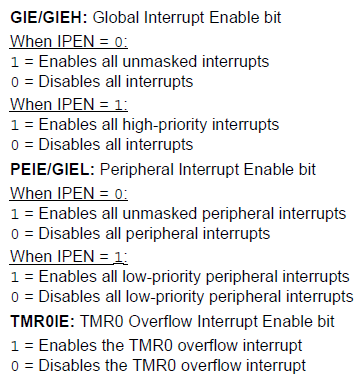 GIE/GIEH: Global Interrupt Enable bit
When IPEN = 0:
1 = Enables all unmasked interrupts
0 = Disables all interrupts
When IPEN = 1:
1 = Enables all high-priority interrupts
0 = Disables all interrupts
PEIE/GIEL: Peripheral Interrupt Enable bit
When IPEN = 0:
1 = Enables all unmasked peripheral interrupts
0 = Disables all peripheral interrupts
When IPEN = 1:
1 = Enables all low-priority peripheral interrupts
0 = Disables all low-priority peripheral interrupts
TMR0IE: TMR0 Overflow Interrupt Enable bit
1 = Enables the TMR0 overflow interrupt
0 = Disables the TMR0 overflow interrupt